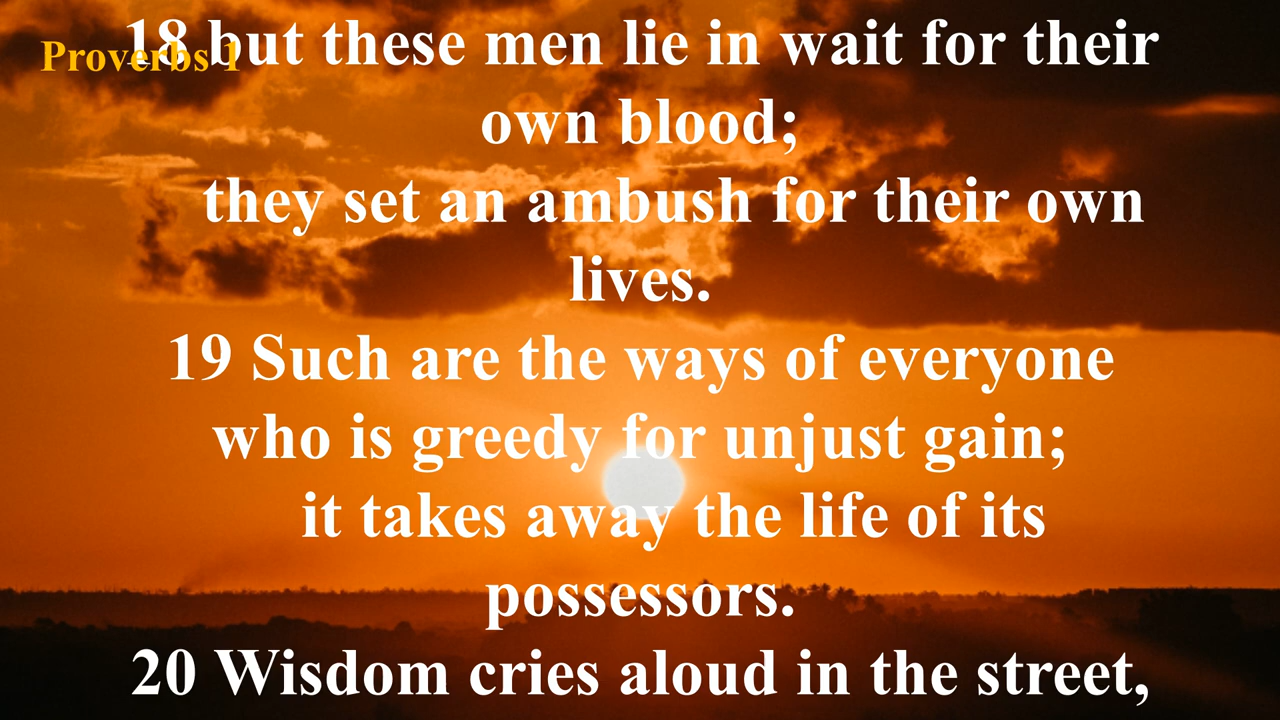 Proverbs 1
18 but these men lie in wait for their
own blood;
they set an ambush for their own
lives.
19 Such are the ways of everyone
who is greedy for unjust gain;
it takes away the life of its
possessors.
20 Wisdom cries aloud in the street,